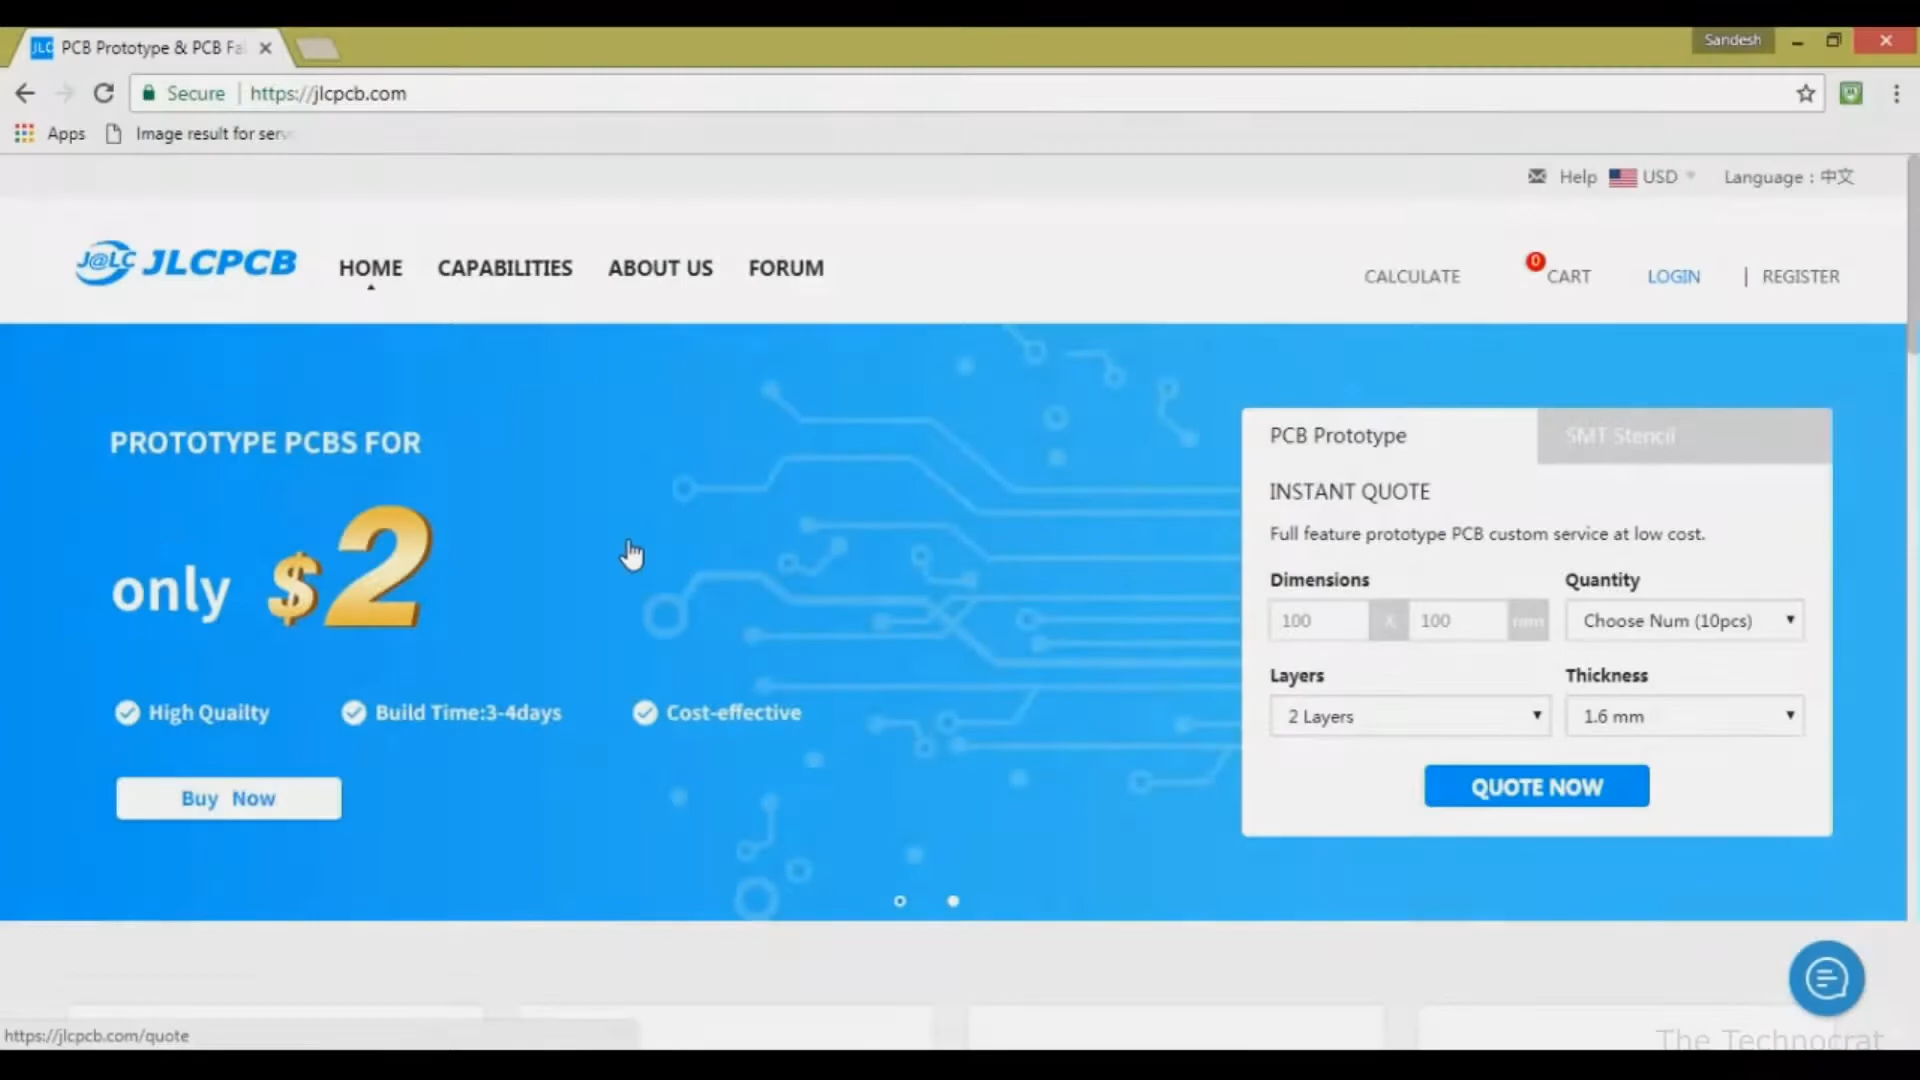 JLC PCB Prototype & PCB Fa
Sandesh
Secure https://jlcpcb.com
Apps Image result for serv
Help USD Language : 中文
J@LC JLCPCB HOME CAPABILITIES ABOUT US FORUM
CALCULATE 0 CART LOGIN | REGISTER
PROTOTYPE PCBS FOR
only $2
High Quailty Build Time:3-4days Cost-effective
Buy Now
PCB Prototype SMT Stencil
INSTANT QUOTE
Full feature prototype PCB custom service at low cost.
Dimensions Quantity
100 X 100 mm Choose Num (10pcs)
Layers Thickness
2 Layers 1.6 mm
QUOTE NOW
https://jlcpcb.com/quote
The Technocrat